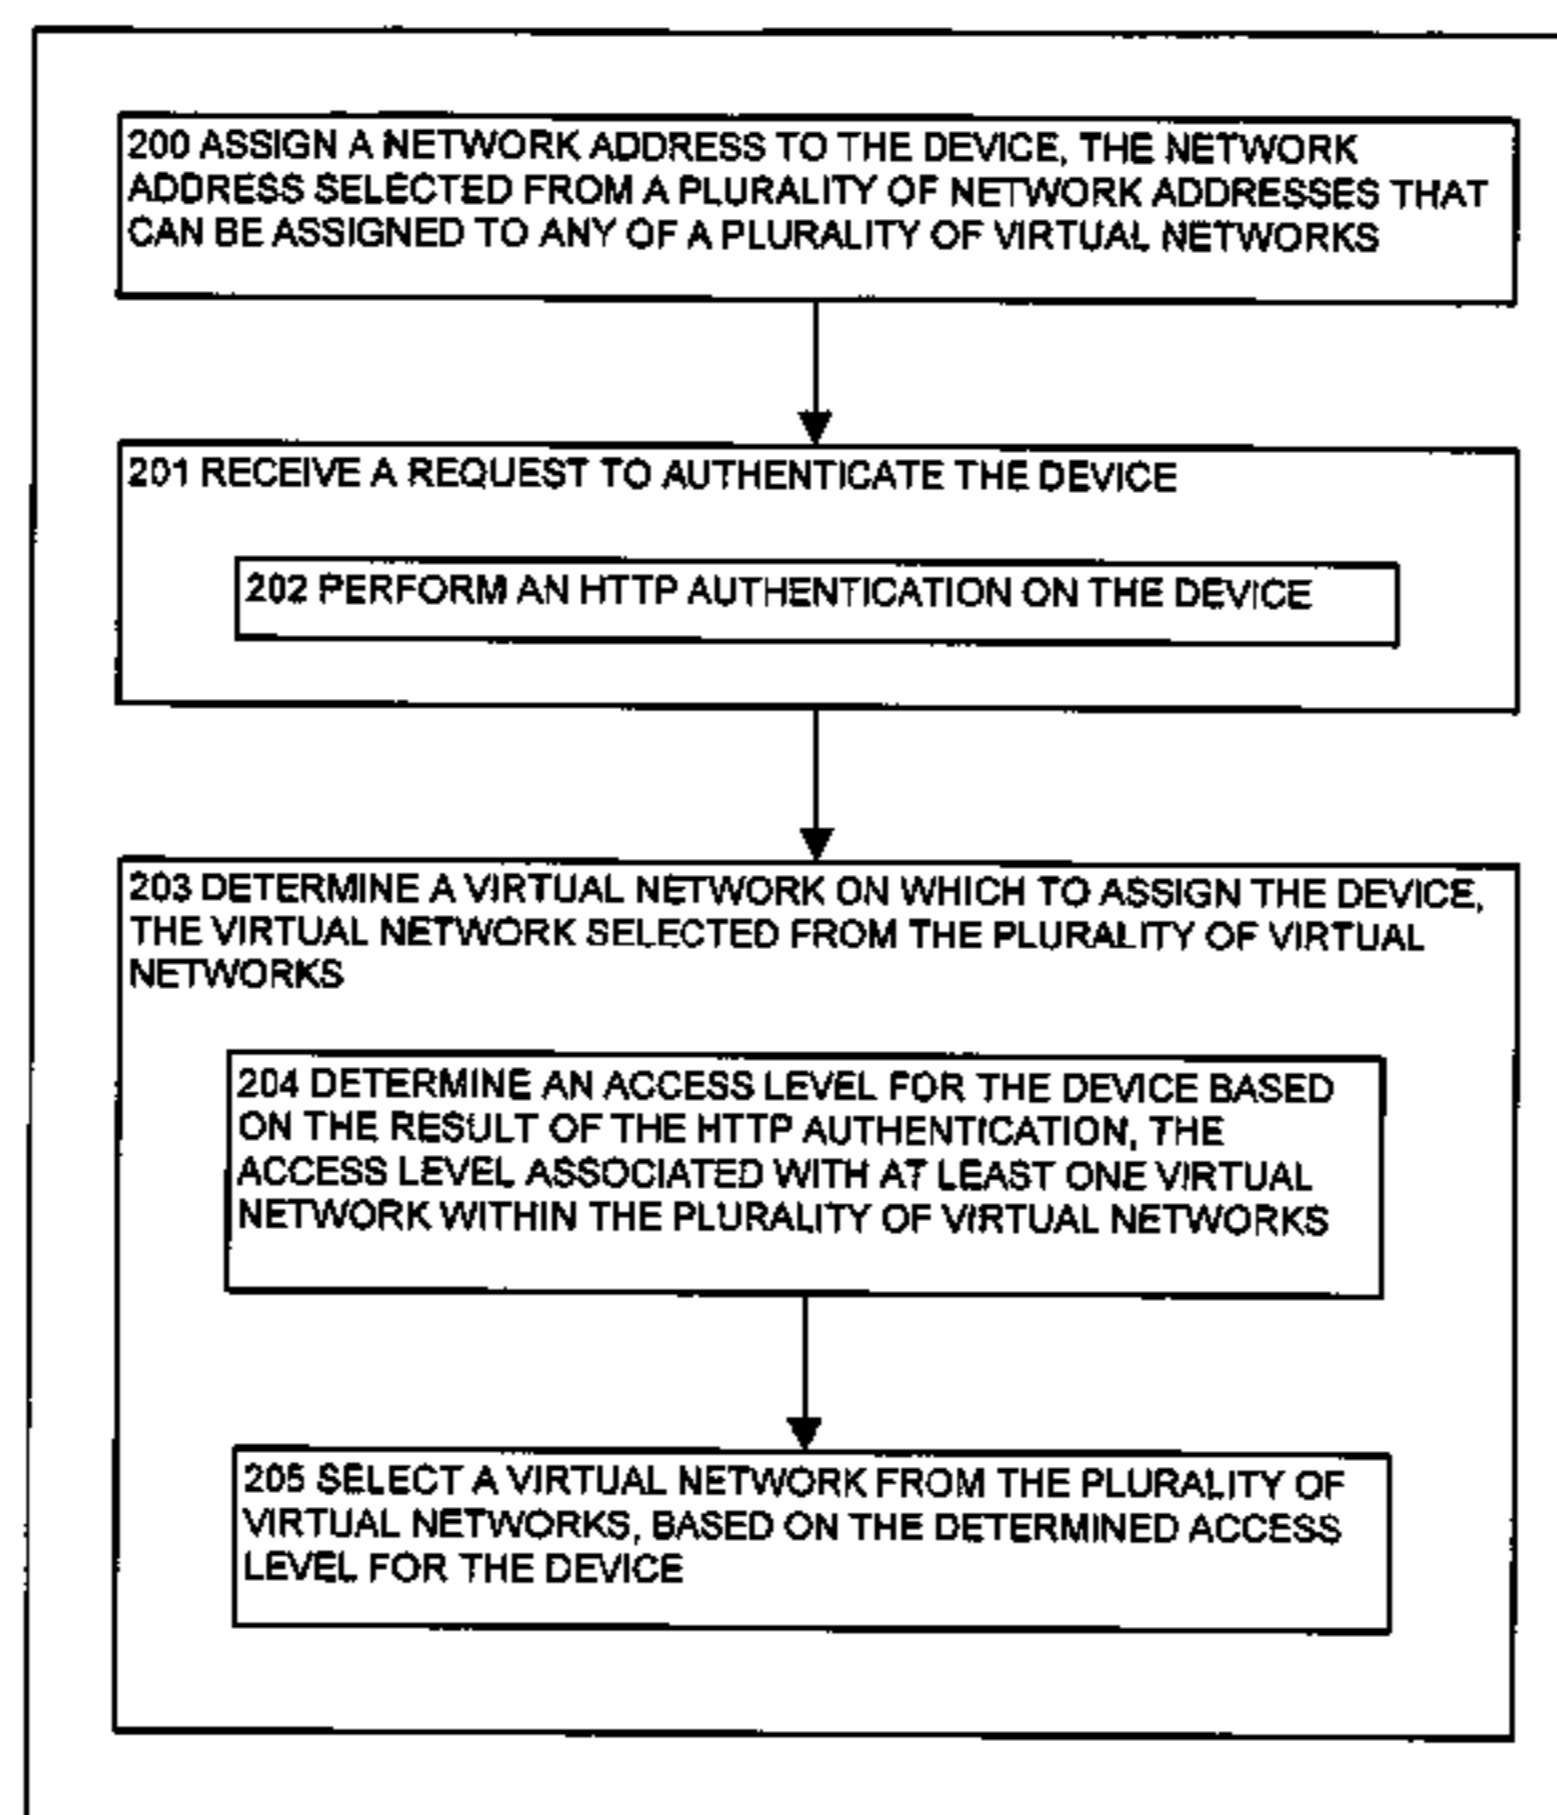 200 ASSIGN A NETWORK ADDRESS TO THE DEVICE, THE NETWORK
ADDRESS SELECTED FROM A PLURALITY OF NETWORK ADDRESSES THAT
CAN BE ASSIGNED TO ANY OF A PLURALITY OF VIRTUAL NETWORKS
201 RECEIVE A REQUEST TO AUTHENTICATE THE DEVICE
202 PERFORM AN HTTP AUTHENTICATION ON THE DEVICE
203 DETERMINE A VIRTUAL NETWORK ON WHICH TO ASSIGN THE DEVICE,
THE VIRTUAL NETWORK SELECTED FROM THE PLURALITY OF VIRTUAL
NETWORKS
204 DETERMINE AN ACCESS LEVEL FOR THE DEVICE BASED
ON THE RESULT OF THE HTTP AUTHENTICATION, THE
ACCESS LEVEL ASSOCIATED WITH AT LEAST ONE VIRTUAL
NETWORK WITHIN THE PLURALITY OF VIRTUAL NETWORKS
205 SELECT A VIRTUAL NETWORK FROM THE PLURALITY OF
VIRTUAL NETWORKS, BASED ON THE DETERMINED ACCESS
LEVEL FOR THE DEVICE